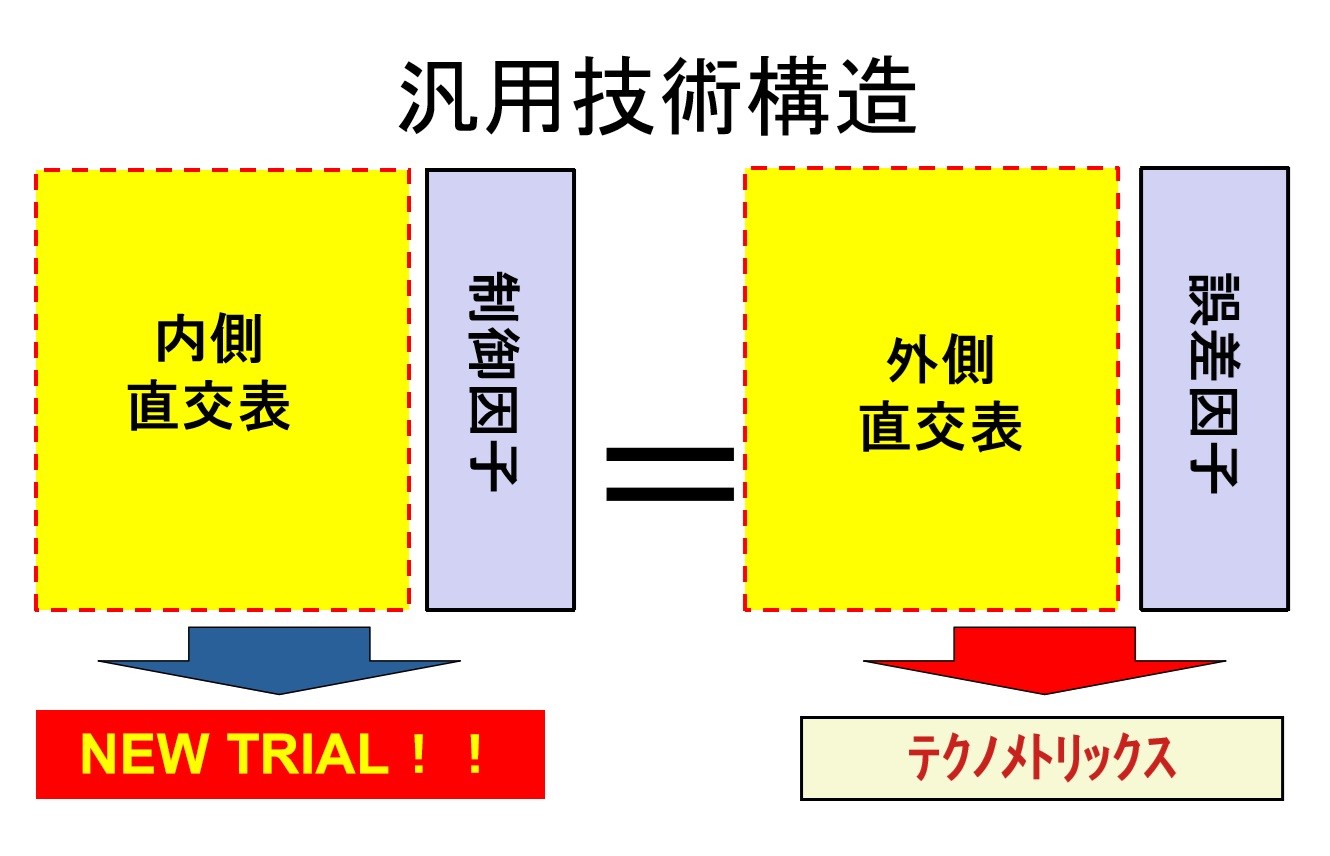 汎用技術構造
内側
直交表
制御因子
=
外側
直交表
誤差因子
NEW TRIAL！！
テクノメトリックス